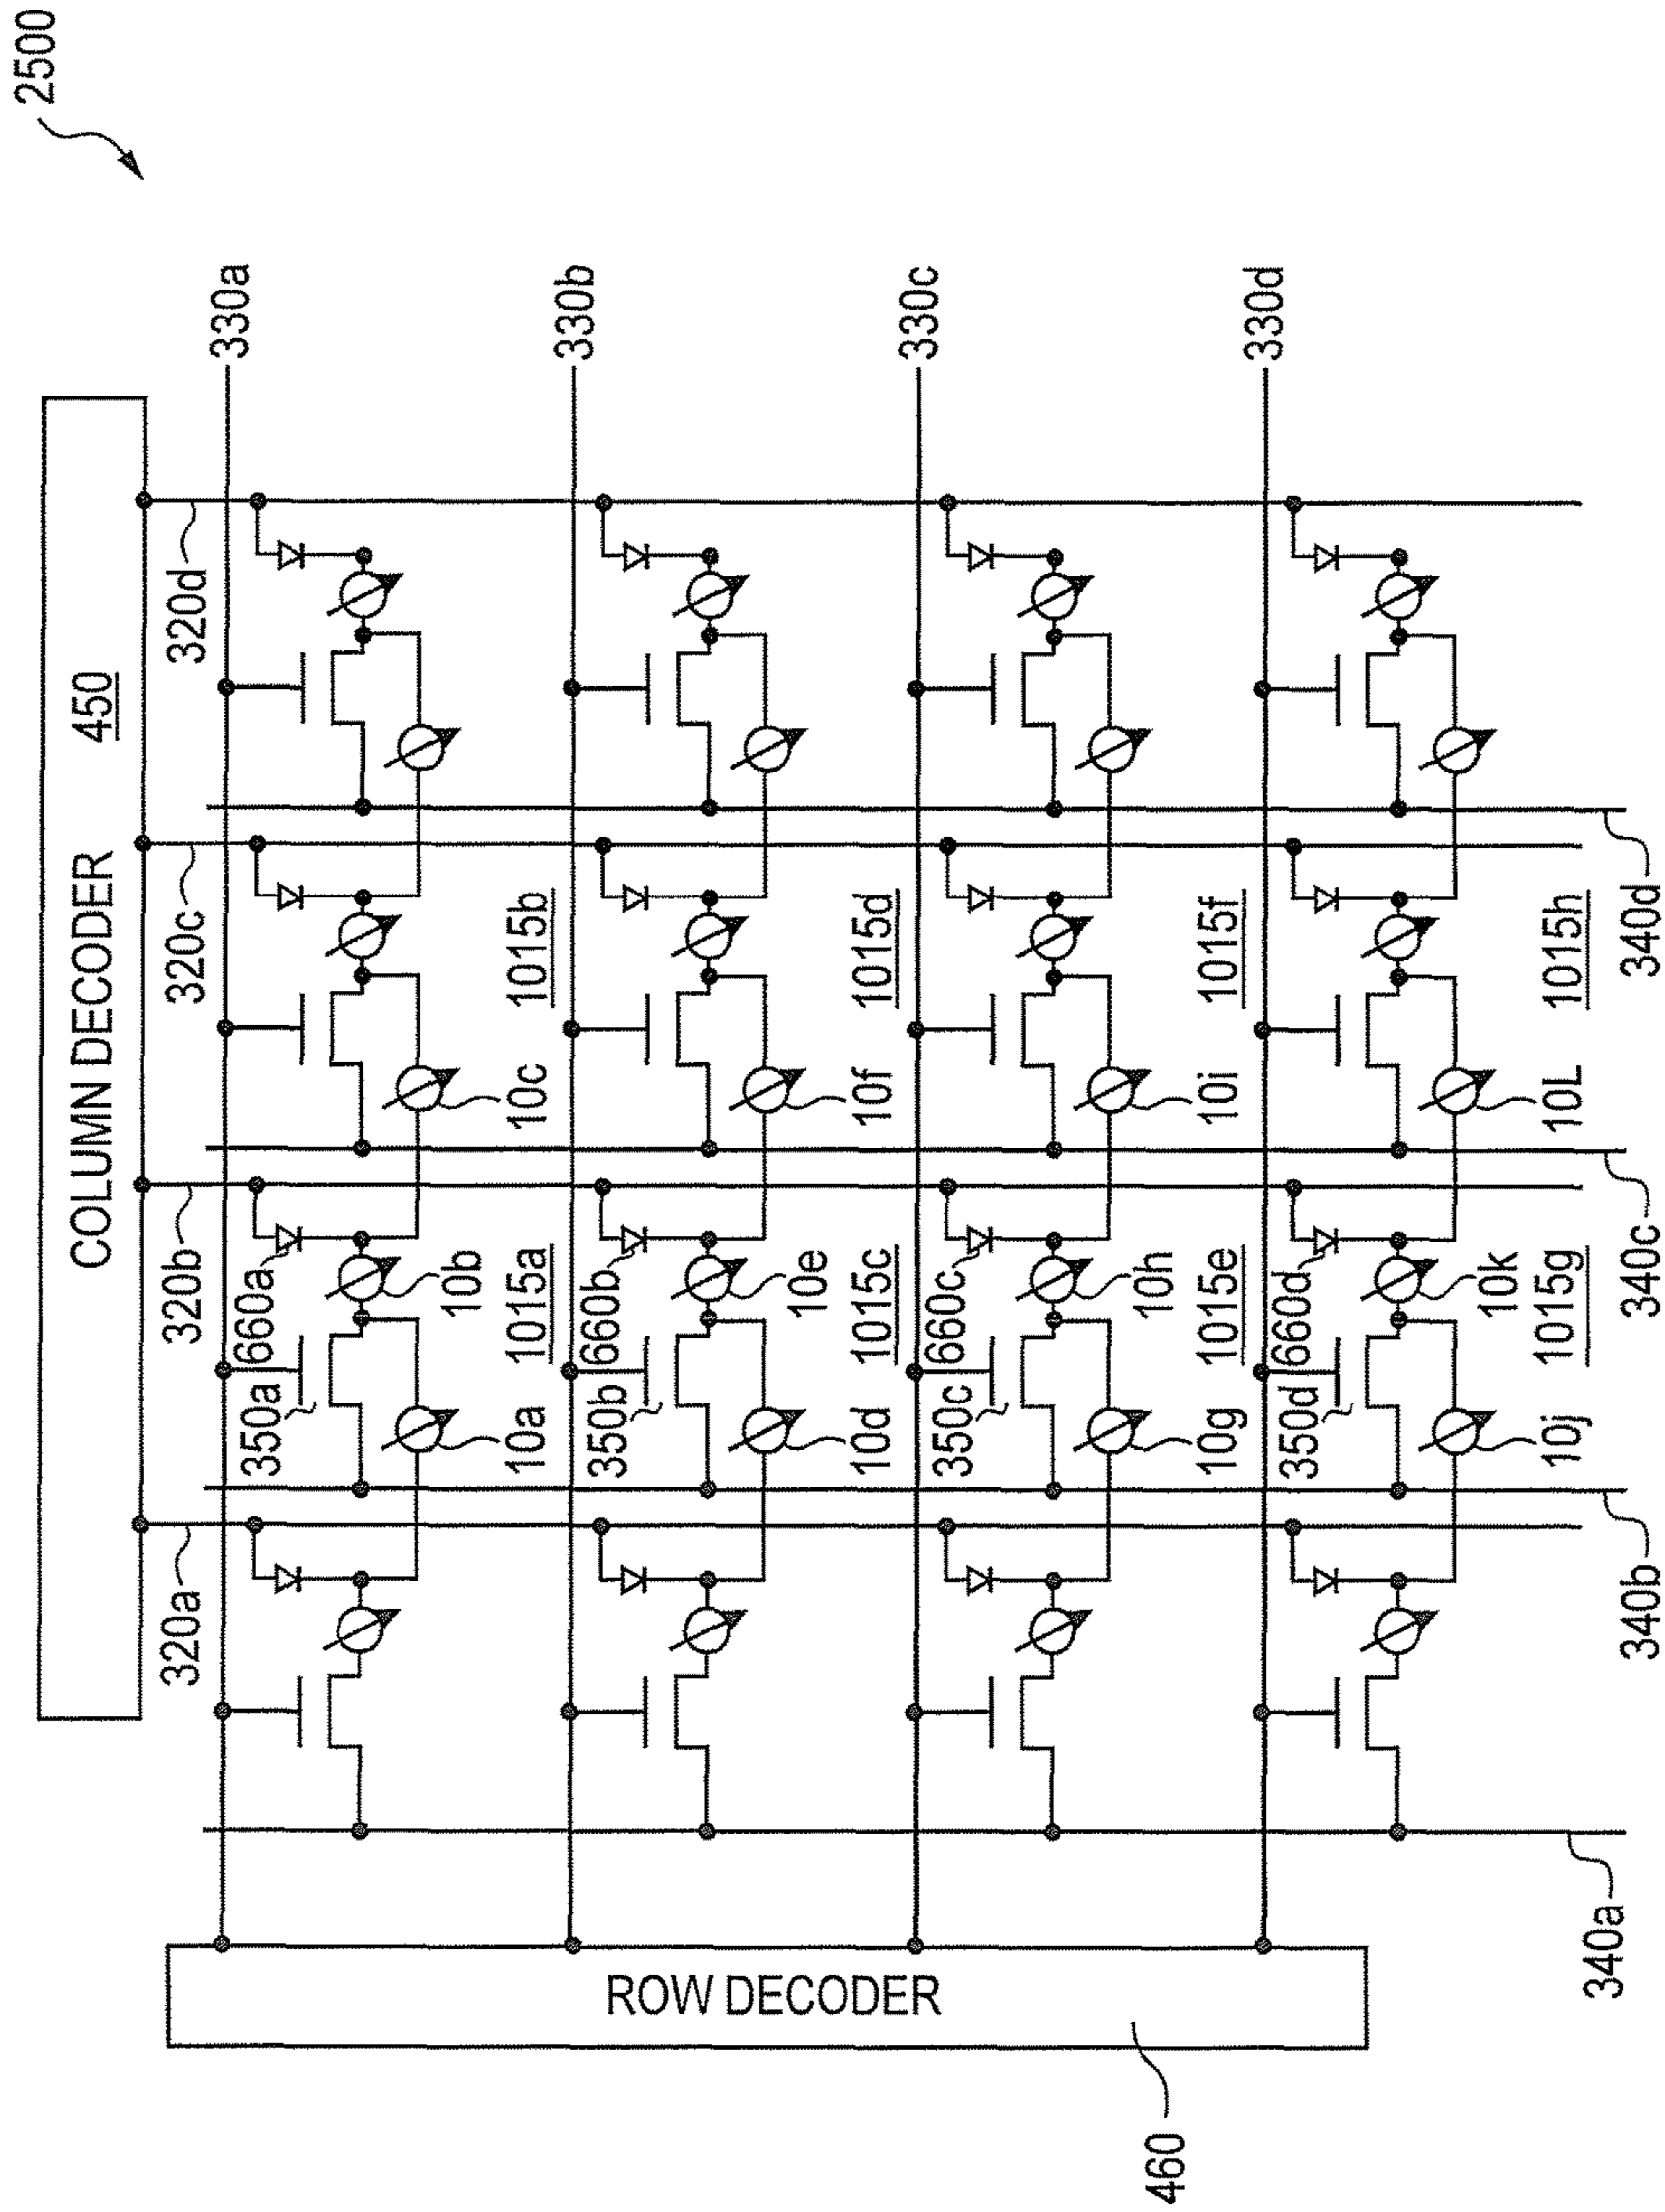 2500
COLUMN DECODER 450
320a
320b
320c
320d
330a
330b
330c
330d
660a
350a
10a
10b
10c
1015a
1015b
660b
350b
10d
10e
10f
1015c
1015d
660c
350c
10g
10h
10i
1015e
1015f
660d
350d
10j
10k
10L
1015g
1015h
340a
340b
340c
340d
ROW DECODER
460